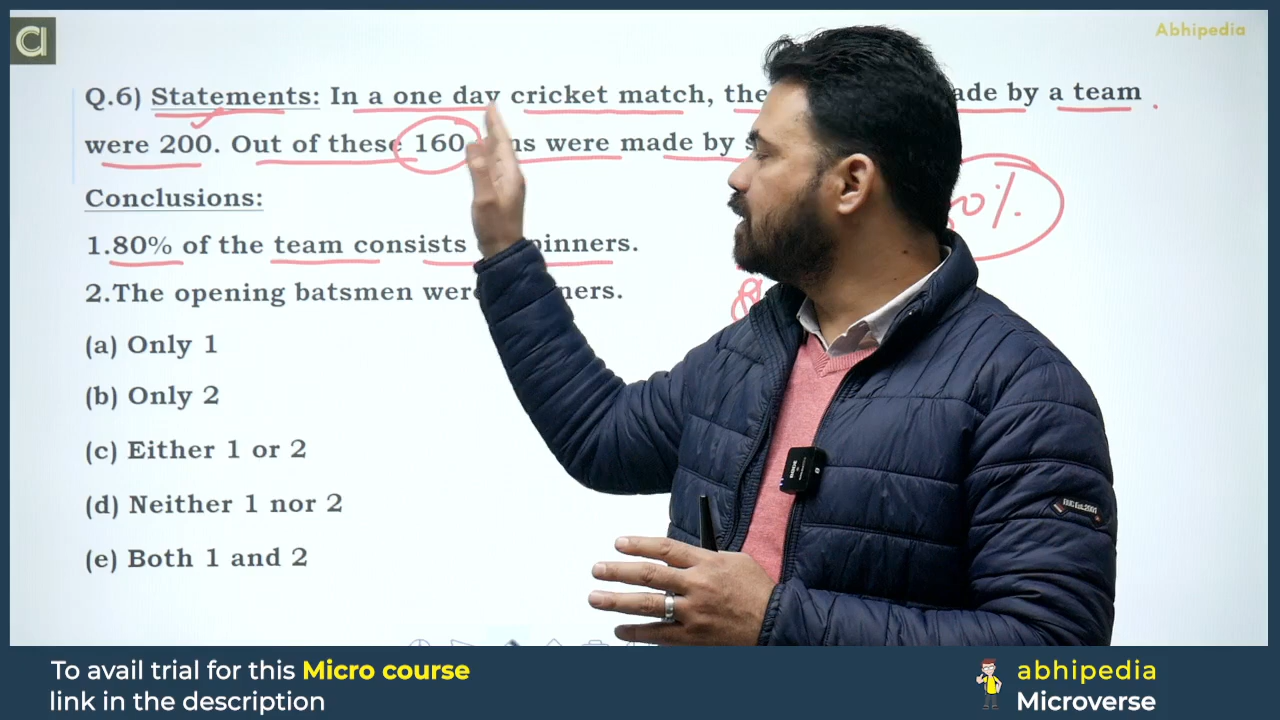 Abhipedia
Q.6) Statements: In a one day cricket match, the ade by a team
were 200. Out of these 160 ns were made by s
Conclusions:
1.80% of the team consists pinners.
2.The opening batsmen were ners.
(a) Only 1
(b) Only 2
(c) Either 1 or 2
(d) Neither 1 nor 2
(e) Both 1 and 2
To avail trial for this Micro course
link in the description
abhipedia
Microverse